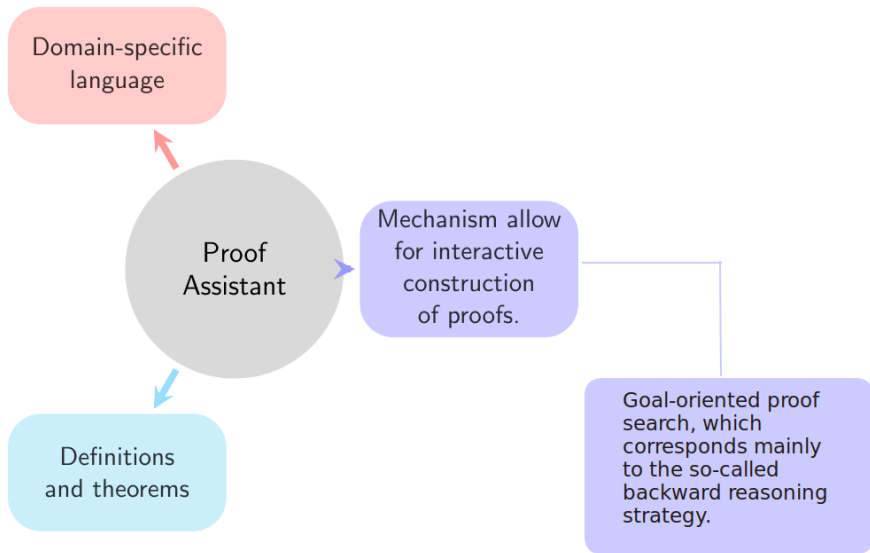 Domain-specific
language
Proof
Assistant
Mechanism allow
for interactive
construction
of proofs.
Definitions
and theorems
Goal-oriented proof
search, which
corresponds mainly
to the so-called
backward reasoning
strategy.